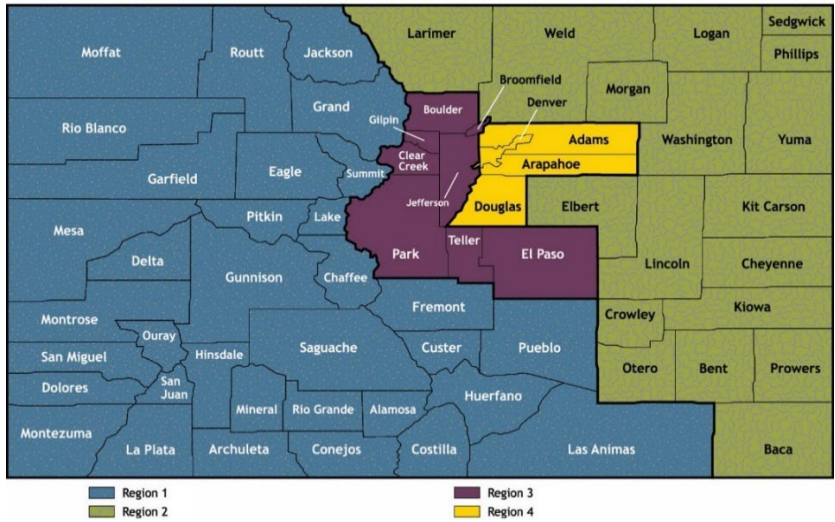 Moffat
Routt
Jackson
Larimer
Weld
Logan
Sedgwick
Phillips
Grand
Boulder
Broomfield
Morgan
Denver
Rio Blanco
Gilpin
Adams
Washington
Yuma
Clear
Creek
Eagle
Summit
Arapahoe
Garfield
Jefferson
Douglas
Elbert
Kit Carson
Mesa
Pitkin
Lake
Teller
Park
El Paso
Delta
Gunnison
Chaffee
Lincoln
Cheyenne
Fremont
Montrose
Crowley
Kiowa
Ouray
San Miguel
Hinsdale
Saguache
Custer
Pueblo
Otero
Bent
Prowers
Dolores
San
Juan
Mineral
Rio Grande
Alamosa
Huerfano
Montezuma
La Plata
Archuleta
Conejos
Costilla
Las Animas
Baca
Region 1
Region 3
Region 2
Region 4